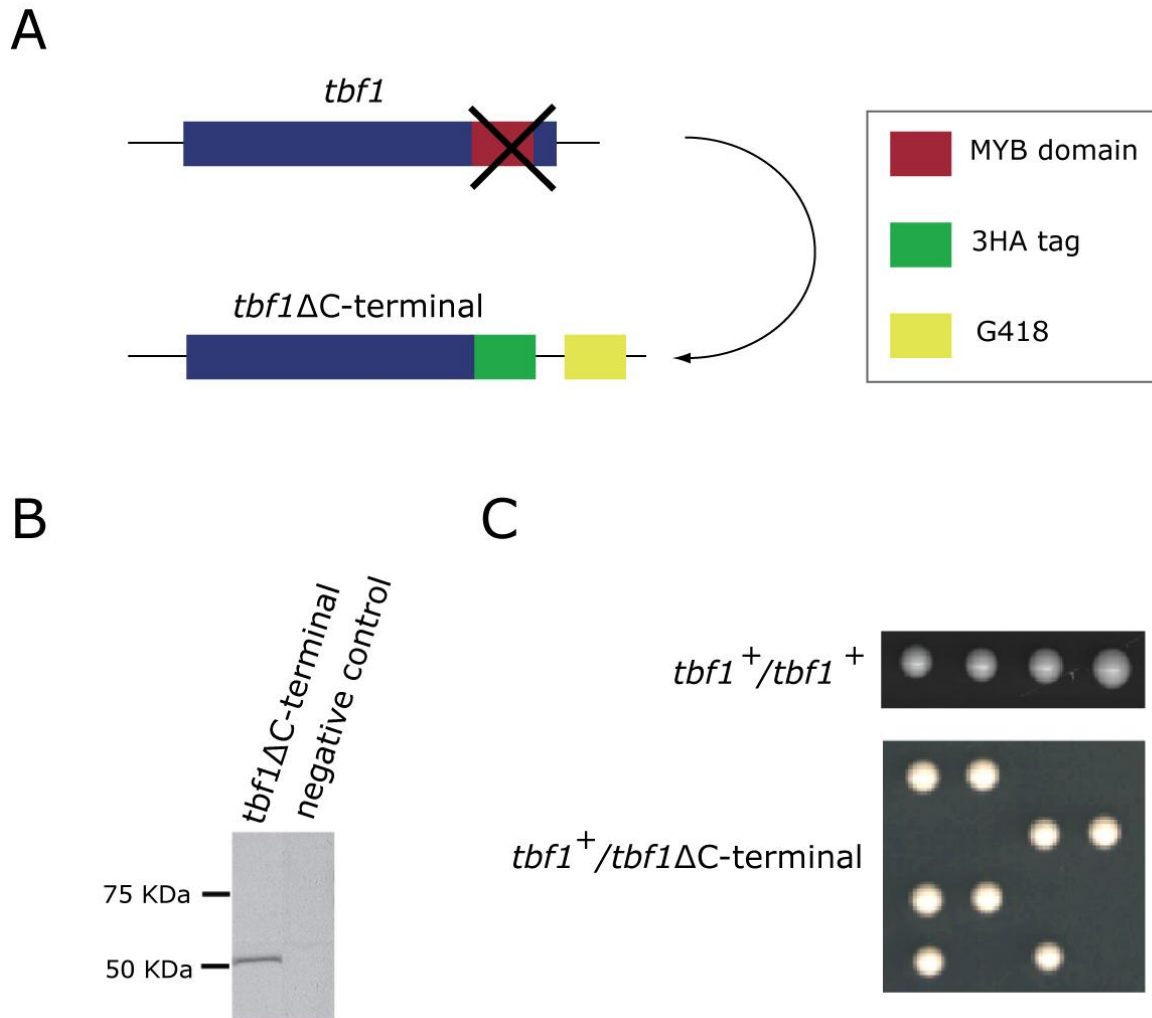 A
tbf1
MYB domain
3HA tag
tbf1ΔC-terminal
G418
B
C
tbf1ΔC-terminal
negative control
tbf1+/tbf1+
tbf1+/tbf1ΔC-terminal
75 KDa
50 KDa